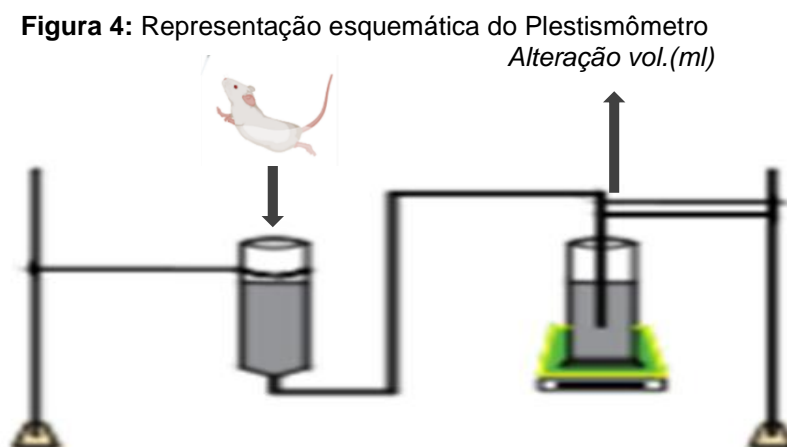 Figura 4: Representação esquemática do Plestismômetro
Alteração vol.(ml)